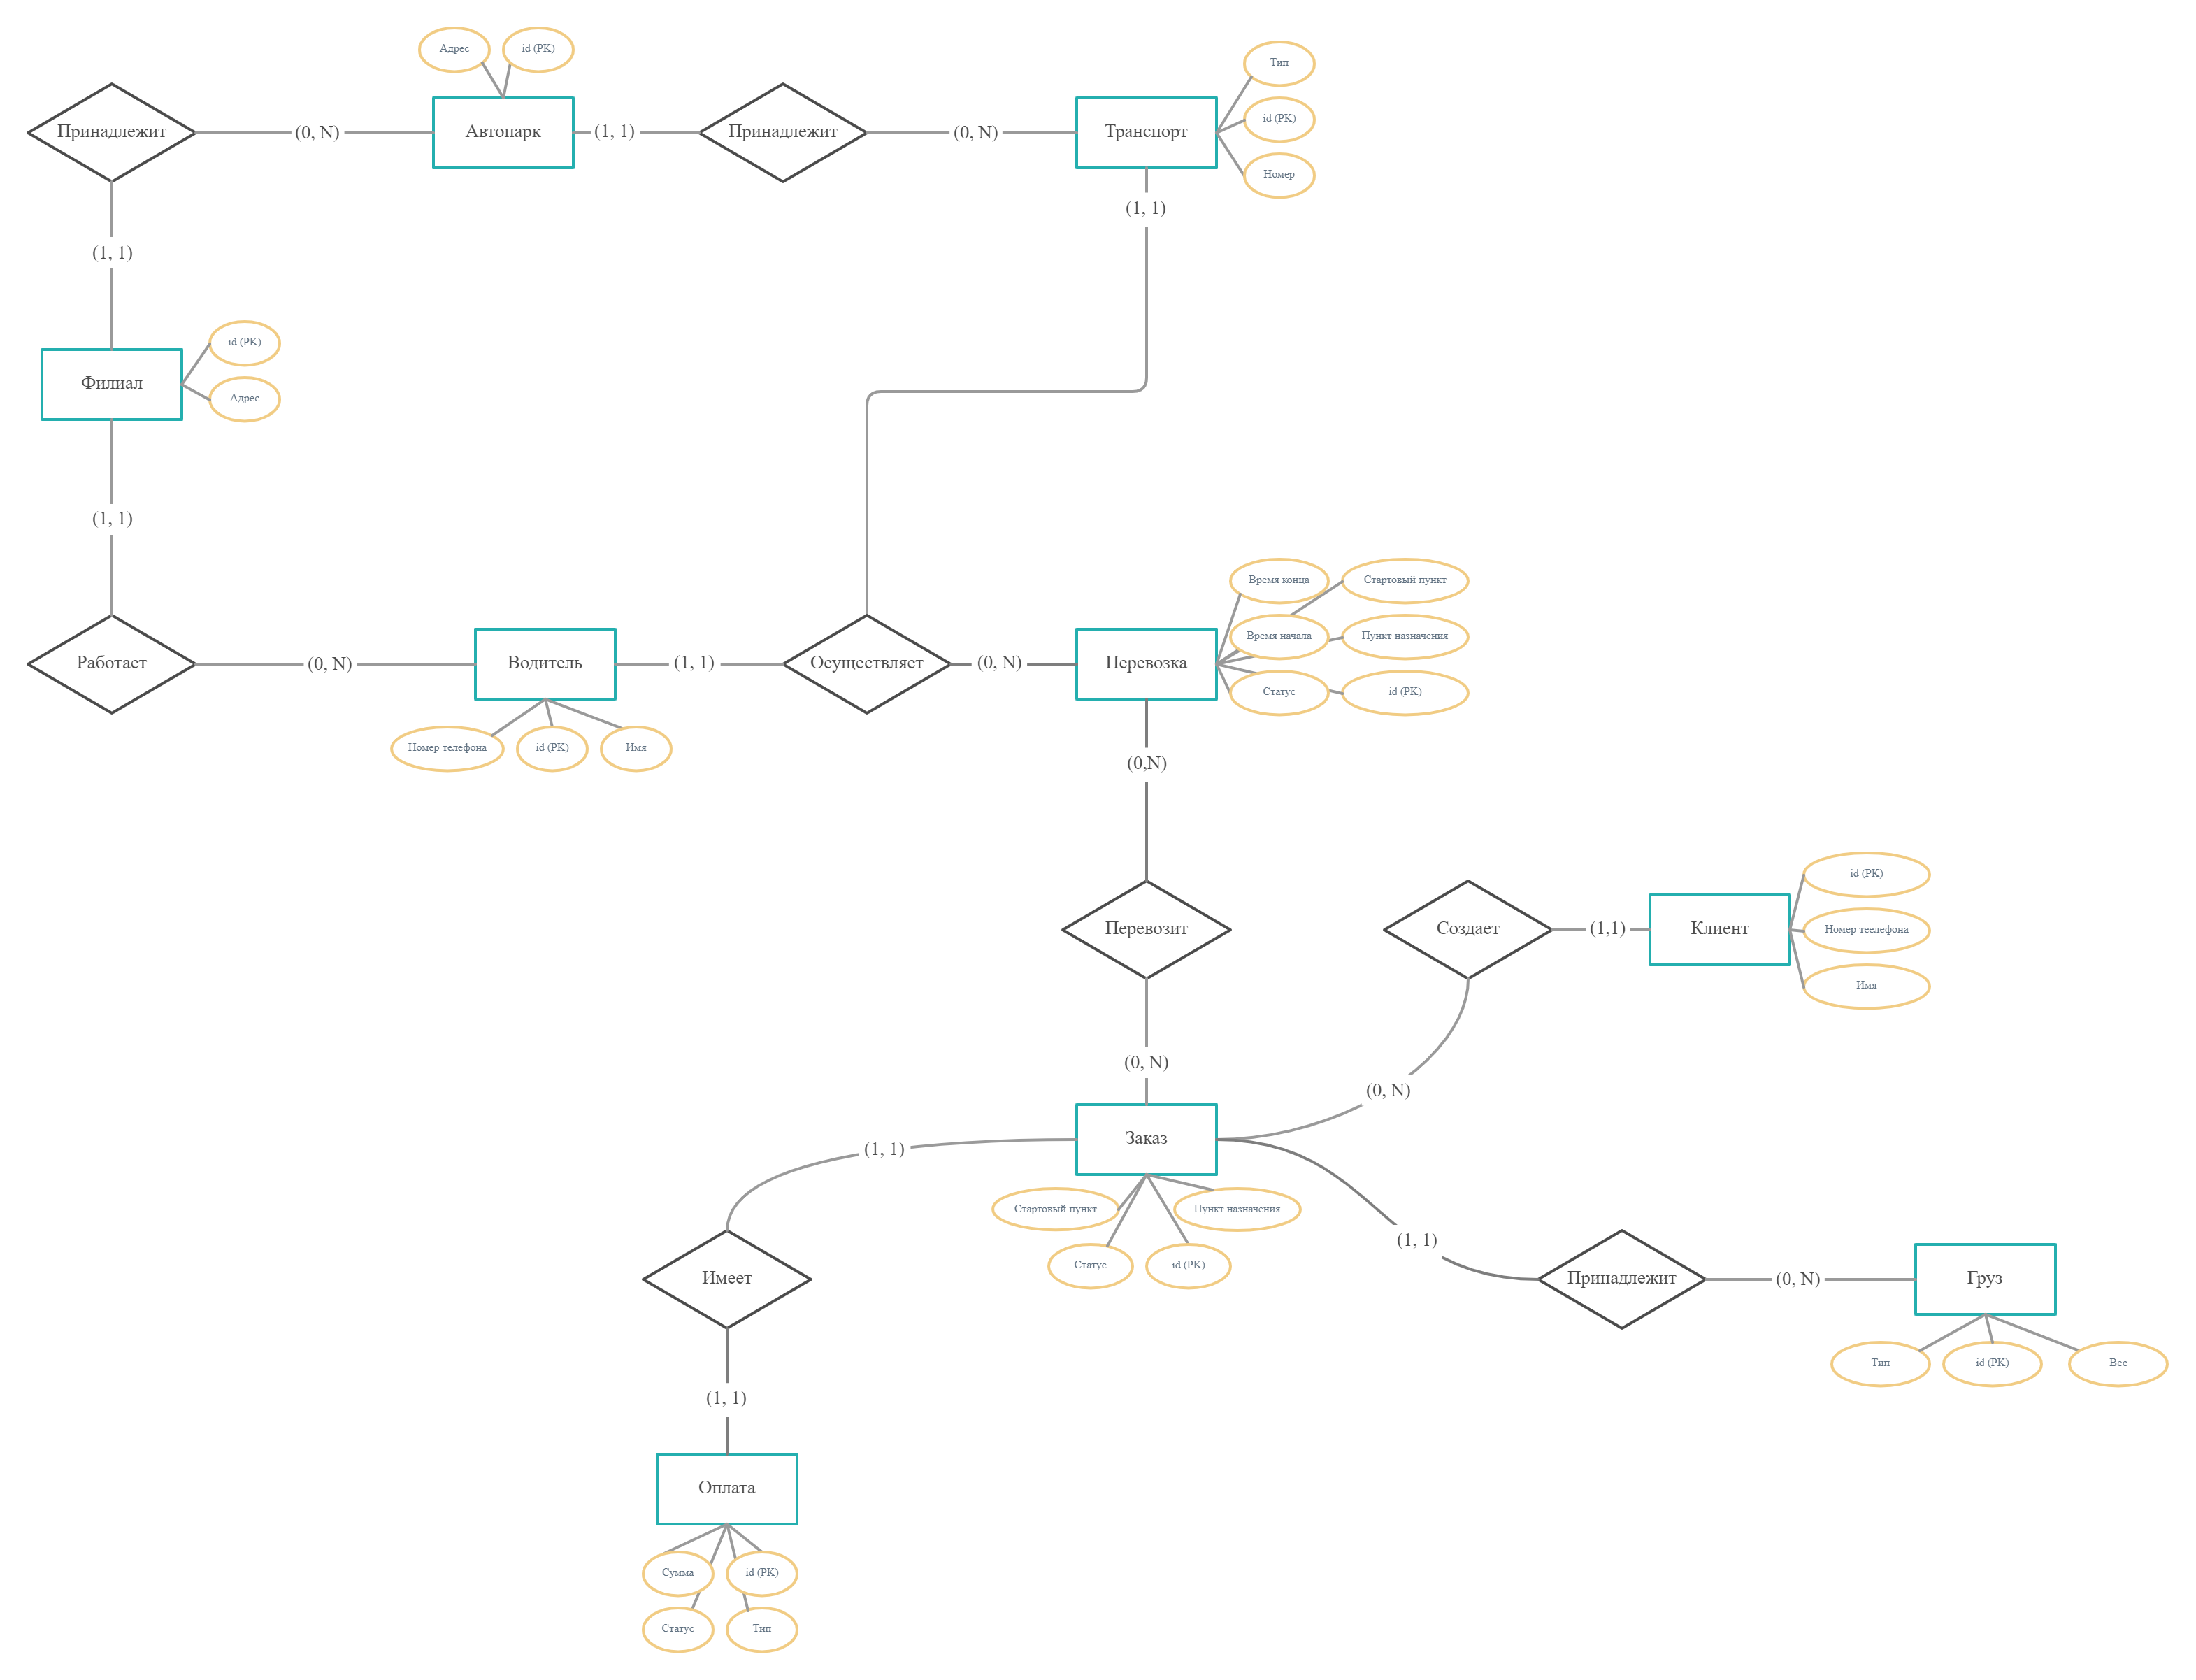 Адрес
id (PK)
Тип
Принадлежит
(0, N)
Автопарк
(1, 1)
Принадлежит
(0, N)
Транспорт
id (PK)
Номер
(1, 1)
(1, 1)
Филиал
id (PK)
Адрес
(1, 1)
Время конца
Стартовый пункт
Работает
(0, N)
Водитель
(1, 1)
Осуществляет
(0, N)
Перевозка
Время начала
Пункт назначения
Статус
id (PK)
Номер телефона
id (PK)
Имя
(0,N)
Перевозит
Создает
(1,1)
Клиент
id (PK)
Номер теелефона
Имя
(0, N)
(0, N)
(1, 1)
Заказ
Стартовый пункт
Пункт назначения
Статус
id (PK)
(1, 1)
Имеет
Принадлежит
(0, N)
Груз
Тип
id (PK)
Вес
(1, 1)
Оплата
Сумма
id (PK)
Статус
Тип